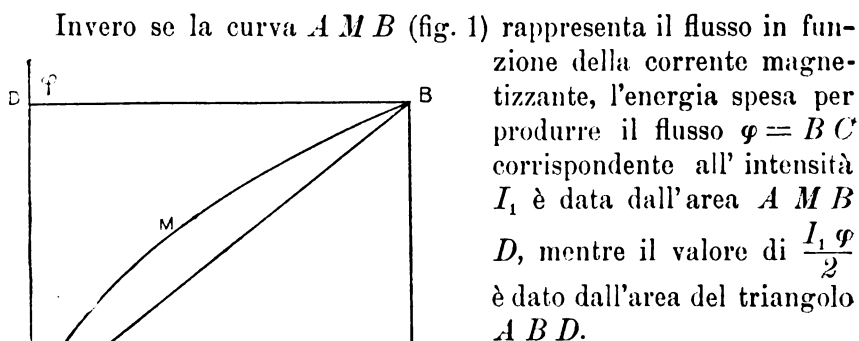 Invero se la curva A M B (fig. 1) rappresenta il flusso in fun-
zione della corrente magne-
tizzante, l'energia spesa per
produrre il flusso φ = B C
corrispondente all' intensità
I₁ è data dall'area A M B
D, mentre il valore di I₁ φ / 2
è dato dall'area del triangolo
A B D.
D φ B
M